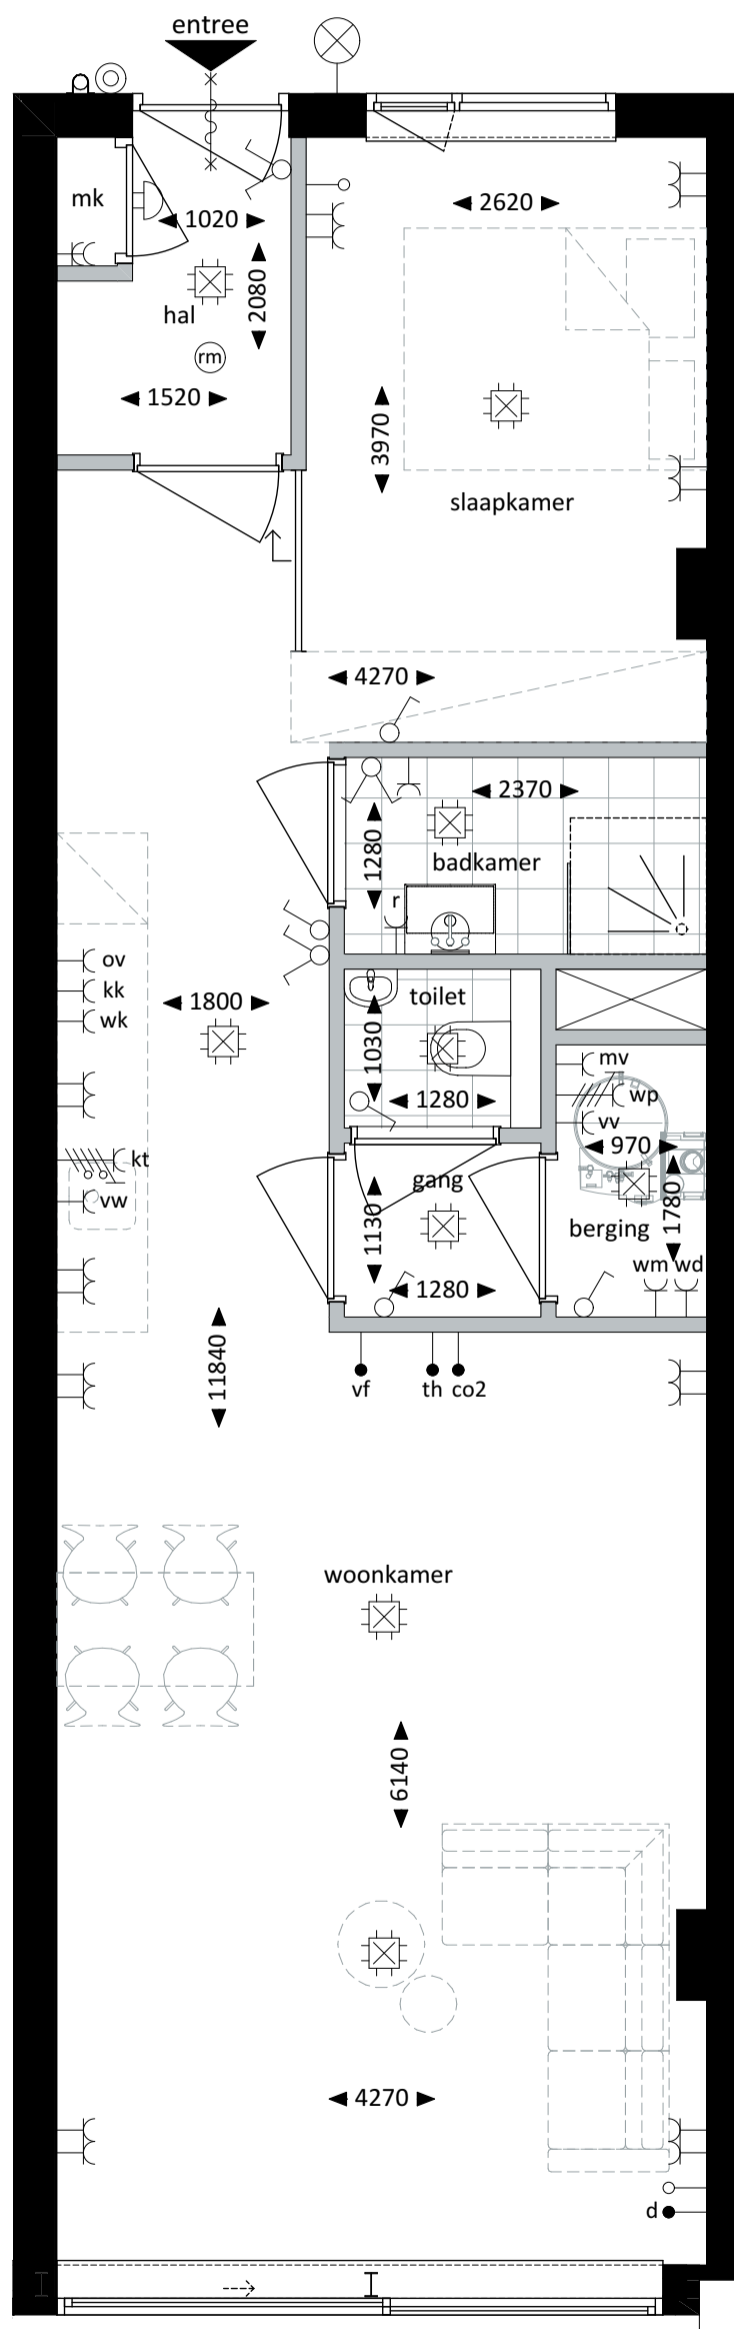 entree
mk
1020
2620
2080
hal
rm
1520
3970
slaapkamer
4270
2370
1280
badkamer
r
ov
kk
wk
1800
toilet
1030
1280
mv
wp
vv
970
kt
vw
gang
1130
1780
berging
wm wd
1280
11840
vf
th
co2
woonkamer
6140
4270
d